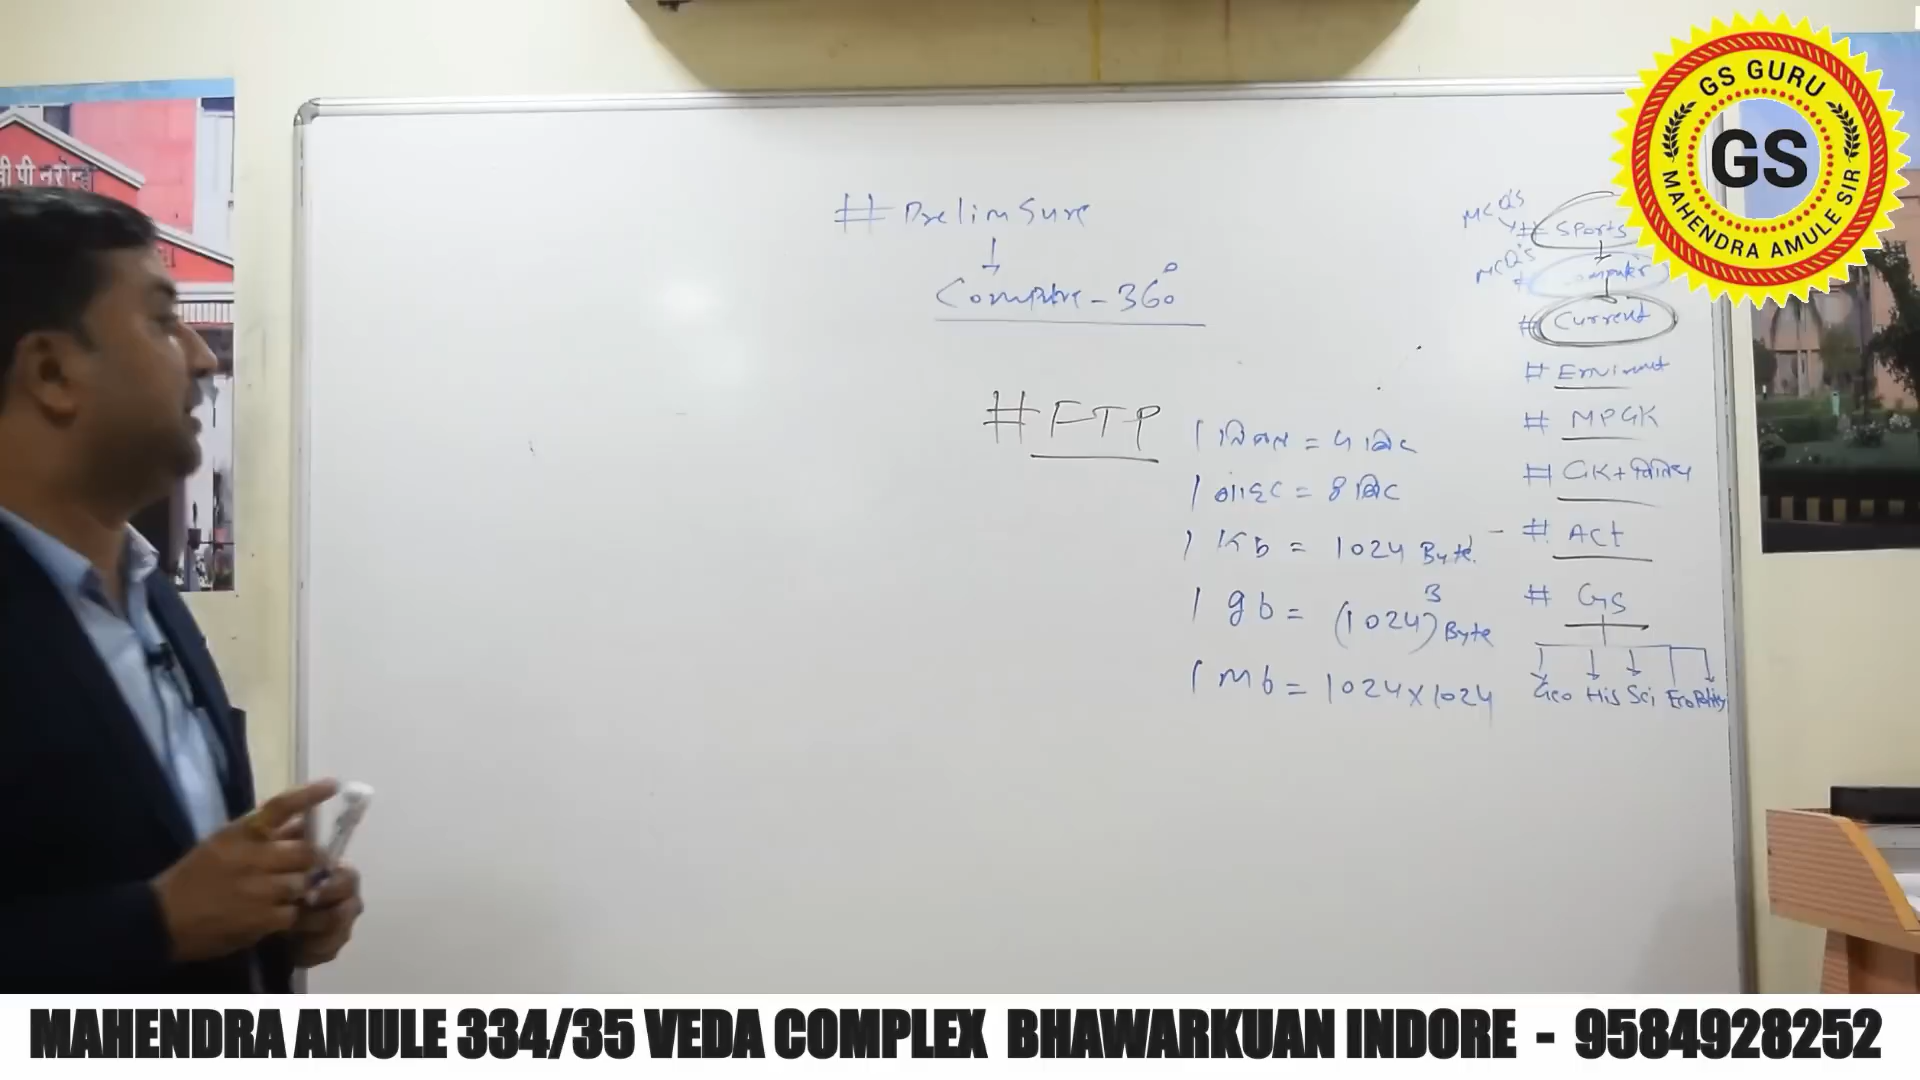 पी नरोन्हा
GS GURU
GS
MAHENDRA AMULE SIR
# Prelim Sure
↓
Computer - 360°
# FTP
1 निबल = 4 बिट
1 बाइट = 8 बिट
1 Kb = 1024 Byte
1 gb = (1024)³ Byte
1 mb = 1024 x 1024
MCQ'S
# Sports
MCQ'S
# Computer
# Current
# MPGK
# GK +
# Act
# GS
Geo His Sci Eco Polity
MAHENDRA AMULE 334/35 VEDA COMPLEX BHAWARKUAN INDORE - 9584928252